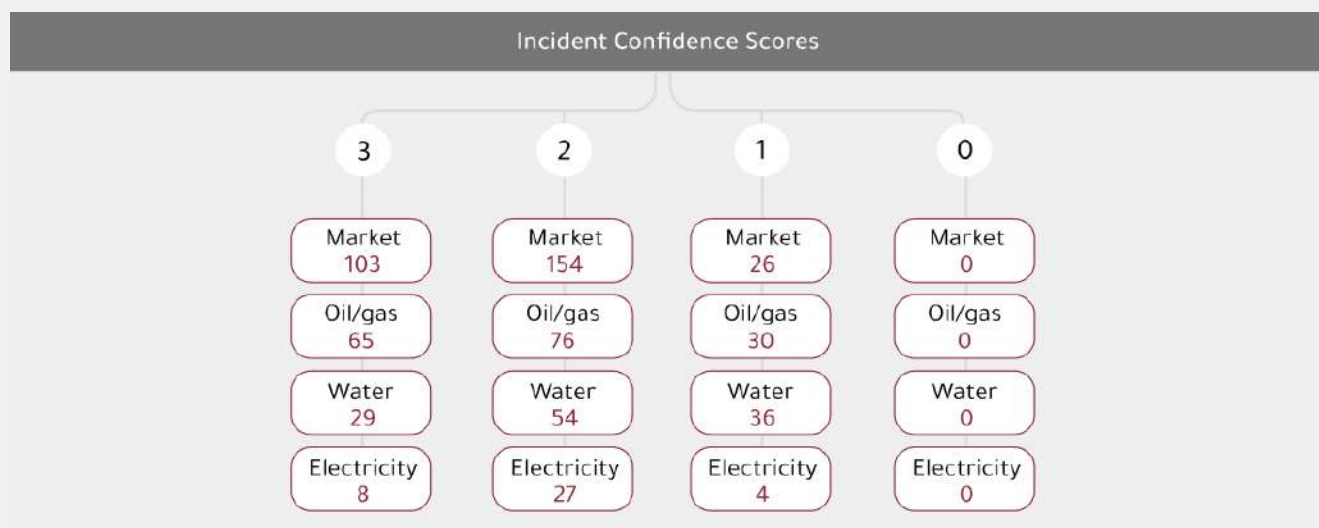 Incident Confidence Scores
3
2
1
0
Market
103
Market
154
Market
26
Market
0
Oil/gas
65
Oil/gas
76
Oil/gas
30
Oil/gas
0
Water
29
Water
54
Water
36
Water
0
Electricity
8
Electricity
27
Electricity
4
Electricity
0